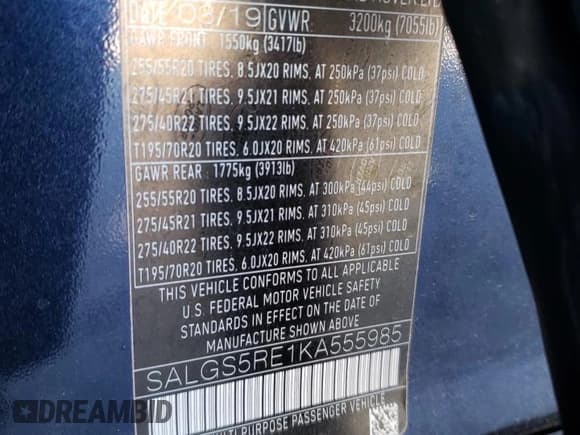 ROVER LTD
DATE 08/19 GVWR 3200kg (7055lb)
GAWR FRONT 1550kg (3417lb)
255/55R20 TIRES, 8.5JX20 RIMS, AT 250kPa (37psi) COLD
275/45R21 TIRES, 9.5JX21 RIMS, AT 250kPa (37psi) COLD
275/40R22 TIRES, 9.5JX22 RIMS, AT 250kPa (37psi) COLD
T195/70R20 TIRES, 6.0JX20 RIMS, AT 420kPa (61psi) COLD
GAWR REAR : 1775kg (3913lb)
255/55R20 TIRES, 8.5JX20 RIMS, AT 300kPa (44psi) COLD
275/45R21 TIRES, 9.5JX21 RIMS, AT 310kPa (45psi) COLD
275/40R22 TIRES, 9.5JX22 RIMS, AT 310kPa (45psi) COLD
T195/70R20 TIRES, 6.0JX20 RIMS, AT 420kPa (61psi) COLD
THIS VEHICLE CONFORMS TO ALL APPLICABLE
U.S. FEDERAL MOTOR VEHICLE SAFETY
STANDARDS IN EFFECT ON THE DATE OF
MANUFACTURE SHOWN ABOVE
SALGS5RE1KA555985
MULTI PURPOSE PASSENGER VEHICLE
DREAMBID